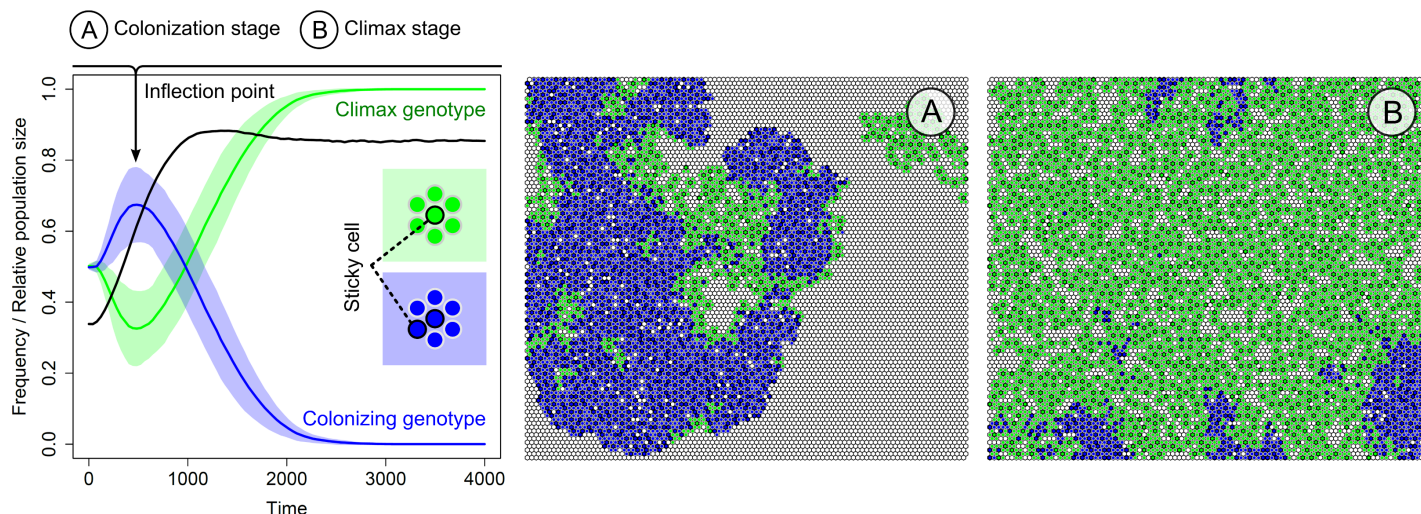 A Colonization stage B Climax stage
Inflection point
Climax genotype
Sticky cell
Colonizing genotype
Frequency / Relative population size
0.0 0.2 0.4 0.6 0.8 1.0
0 1000 2000 3000 4000
Time
A
B